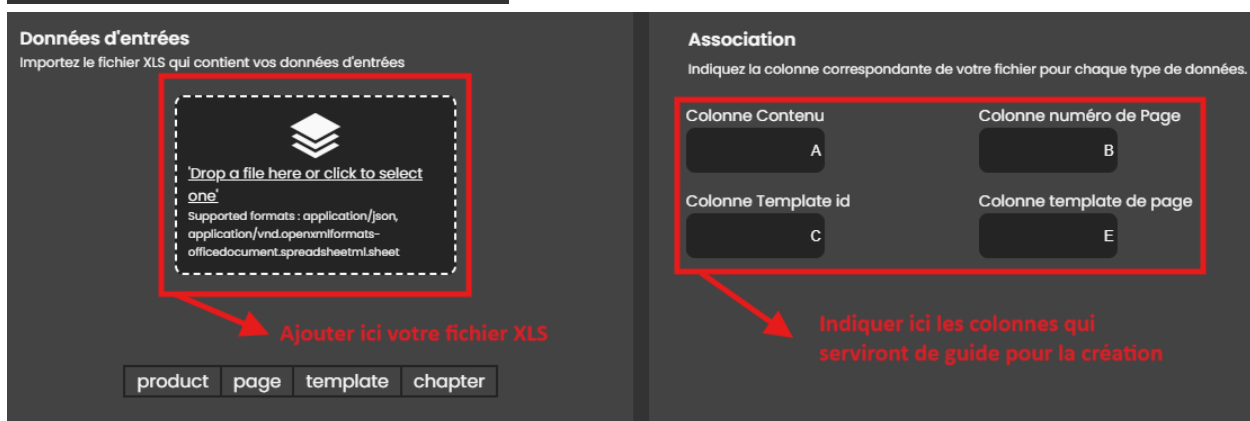 Données d'entrées
Importez le fichier XLS qui contient vos données d'entrées
'Drop a file here or click to select
one'
Supported formats : application/json,
application/vnd.openxmlformats-
officedocument.spreadsheetml.sheet
Ajouter ici votre fichier XLS
product page template chapter
Association
Indiquez la colonne correspondante de votre fichier pour chaque type de données.
Colonne Contenu
A
Colonne numéro de Page
B
Colonne Template id
C
Colonne template de page
E
Indiquer ici les colonnes qui
serviront de guide pour la création